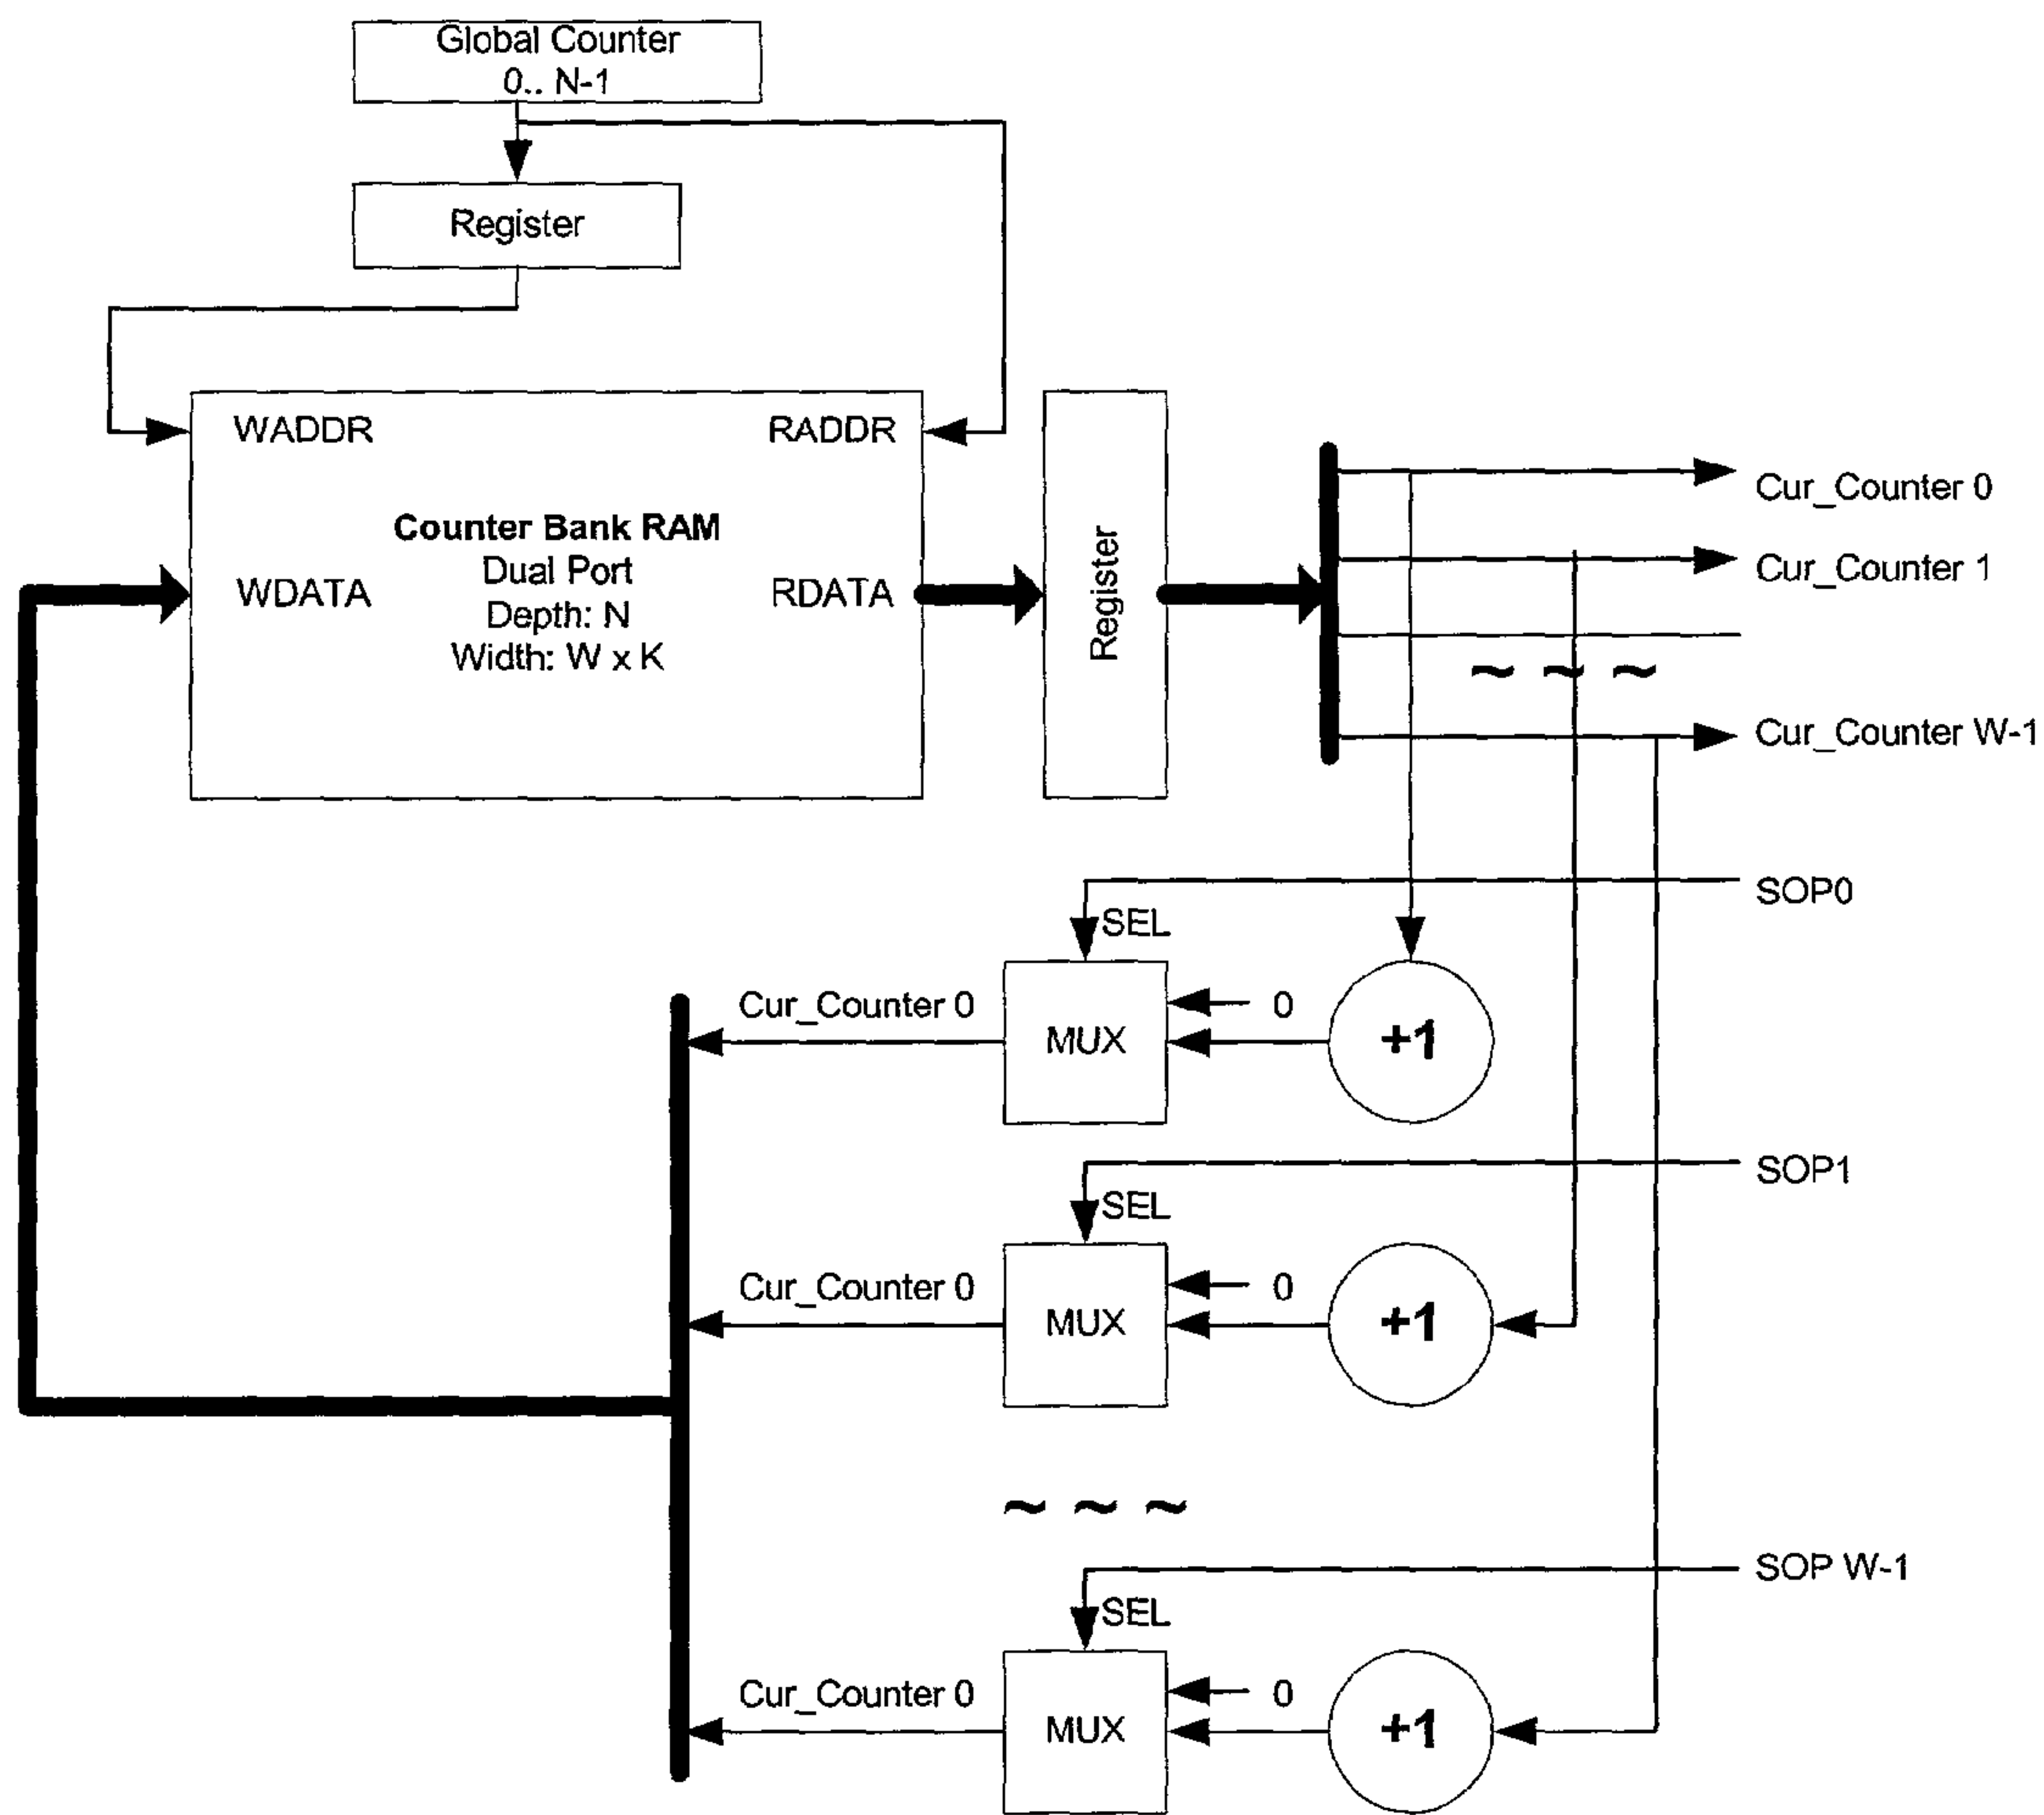 Global Counter
0.. N-1
Register
WADDR
RADDR
Counter Bank RAM
Dual Port
Depth: N
Width: W x K
WDATA
RDATA
Register
Cur_Counter 0
Cur_Counter 1
~ ~ ~
Cur_Counter W-1
SOP0
SEL
Cur_Counter 0
MUX
0
+1
SOP1
SEL
Cur_Counter 0
MUX
0
+1
~ ~ ~
SOP W-1
SEL
Cur_Counter 0
MUX
0
+1